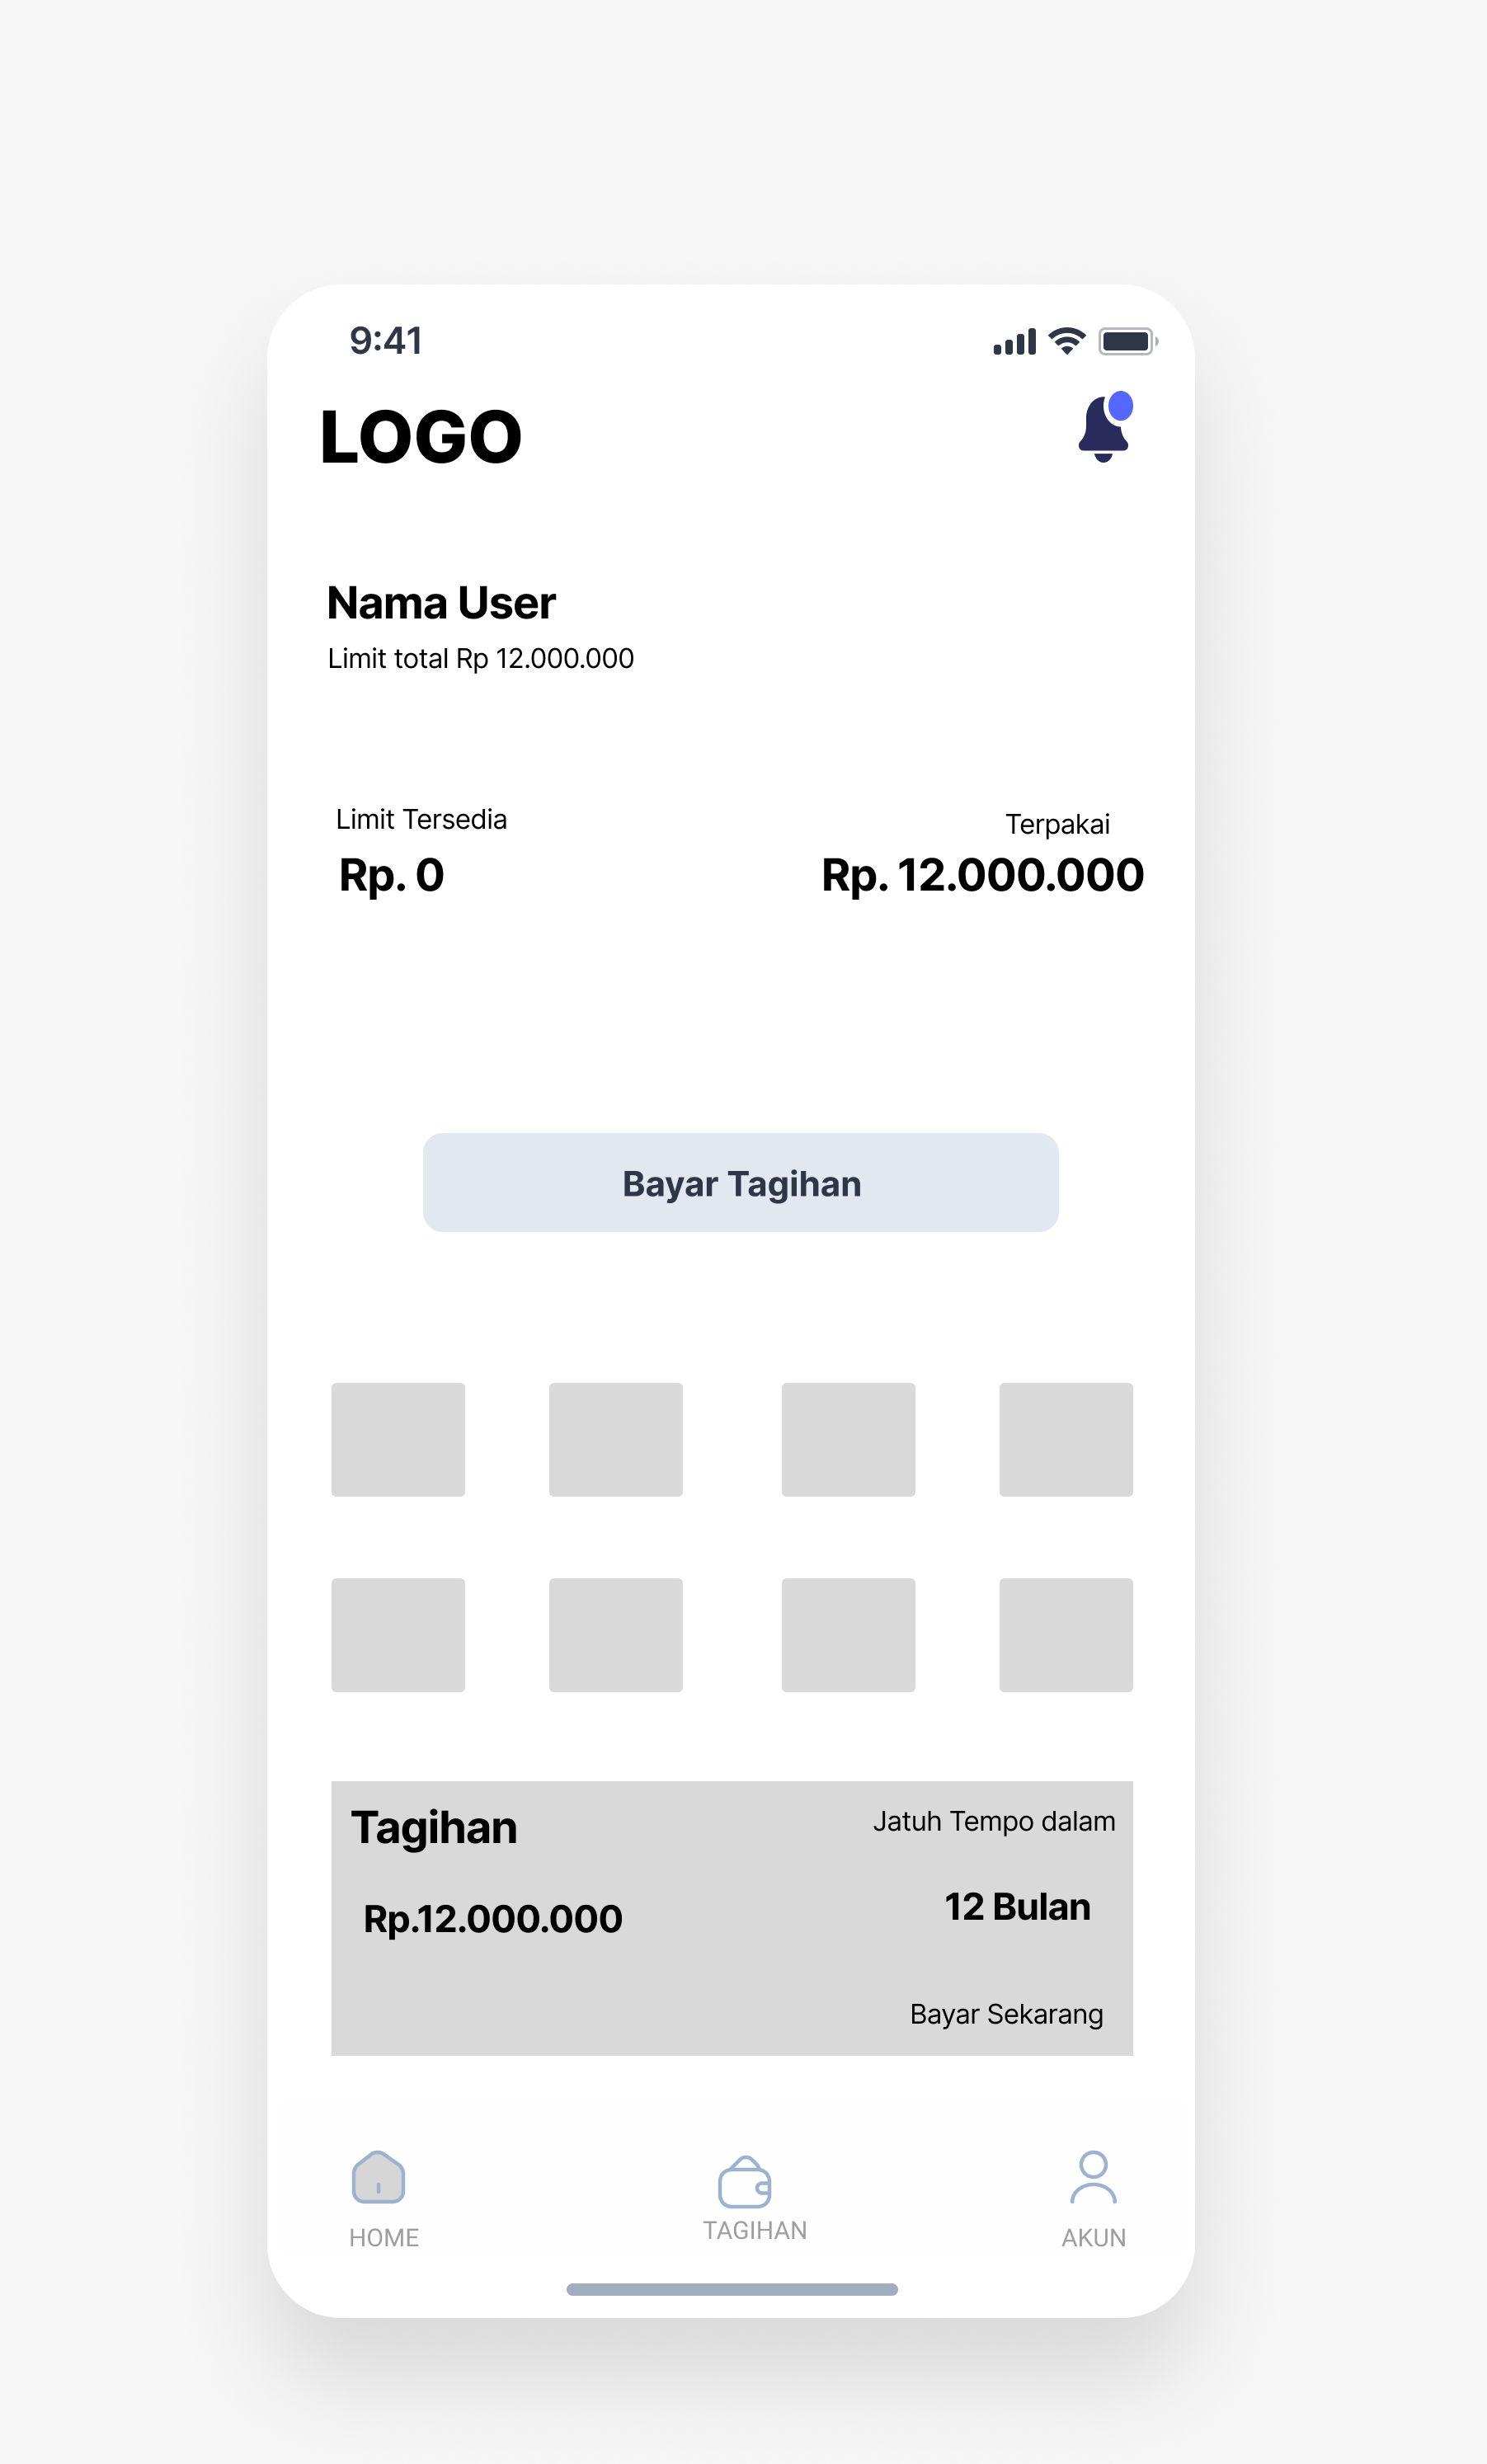 9:41
LOGO
Nama User
Limit total Rp 12.000.000
Limit Tersedia
Terpakai
Rp. 0
Rp. 12.000.000
Bayar Tagihan
Tagihan
Jatuh Tempo dalam
Rp.12.000.000
12 Bulan
Bayar Sekarang
HOME
TAGIHAN
AKUN